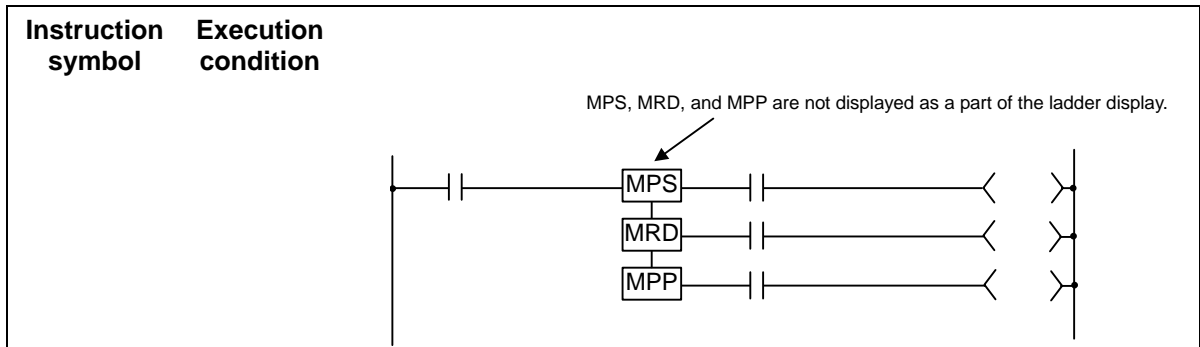 Instruction symbol
Execution condition
MPS, MRD, and MPP are not displayed as a part of the ladder display.
MPS
MRD
MPP